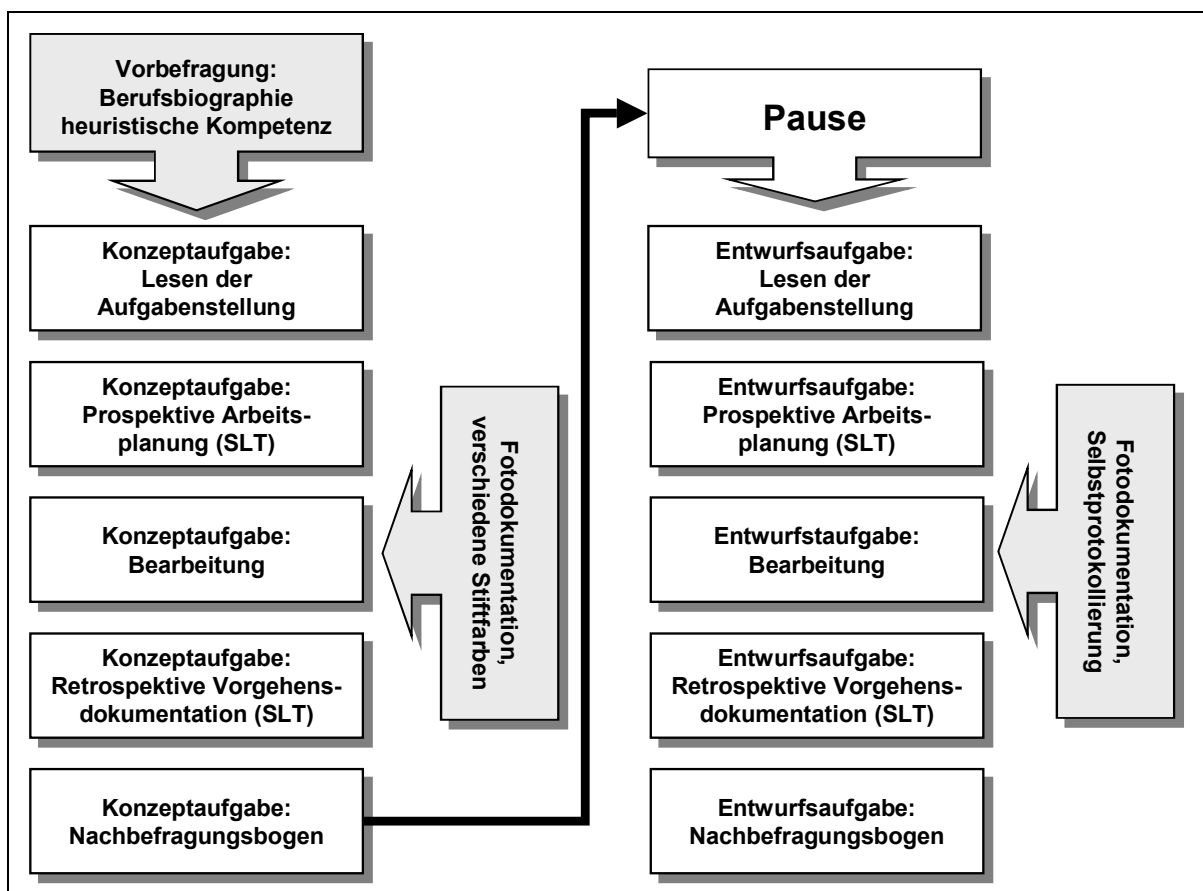 Vorbefragung:
Berufsbiographie
heuristische Kompetenz
Konzeptaufgabe:
Lesen der
Aufgabenstellung
Konzeptaufgabe:
Prospektive Arbeits-
planung (SLT)
Konzeptaufgabe:
Bearbeitung
Konzeptaufgabe:
Retrospektive Vorgehens-
dokumentation (SLT)
Konzeptaufgabe:
Nachbefragungsbogen
Fotodokumentation,
verschiedene Stiftfarben
Pause
Entwurfsaufgabe:
Lesen der
Aufgabenstellung
Entwurfsaufgabe:
Prospektive Arbeits-
planung (SLT)
Entwurfstaufgabe:
Bearbeitung
Entwurfsaufgabe:
Retrospektive Vorgehens-
dokumentation (SLT)
Entwurfsaufgabe:
Nachbefragungsbogen
Fotodokumentation,
Selbstprotokollierung